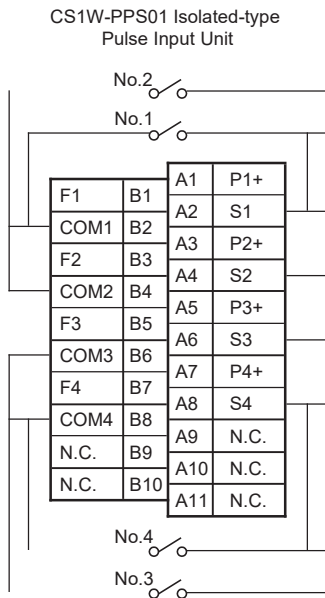 CS1W-PPS01 Isolated-type
Pulse Input Unit
No.2
No.1
A1 P1+
F1 B1
A2 S1
COM1 B2
A3 P2+
F2 B3
A4 S2
COM2 B4
A5 P3+
F3 B5
A6 S3
COM3 B6
A7 P4+
F4 B7
A8 S4
COM4 B8
A9 N.C.
N.C. B9
A10 N.C.
N.C. B10
A11 N.C.
No.4
No.3